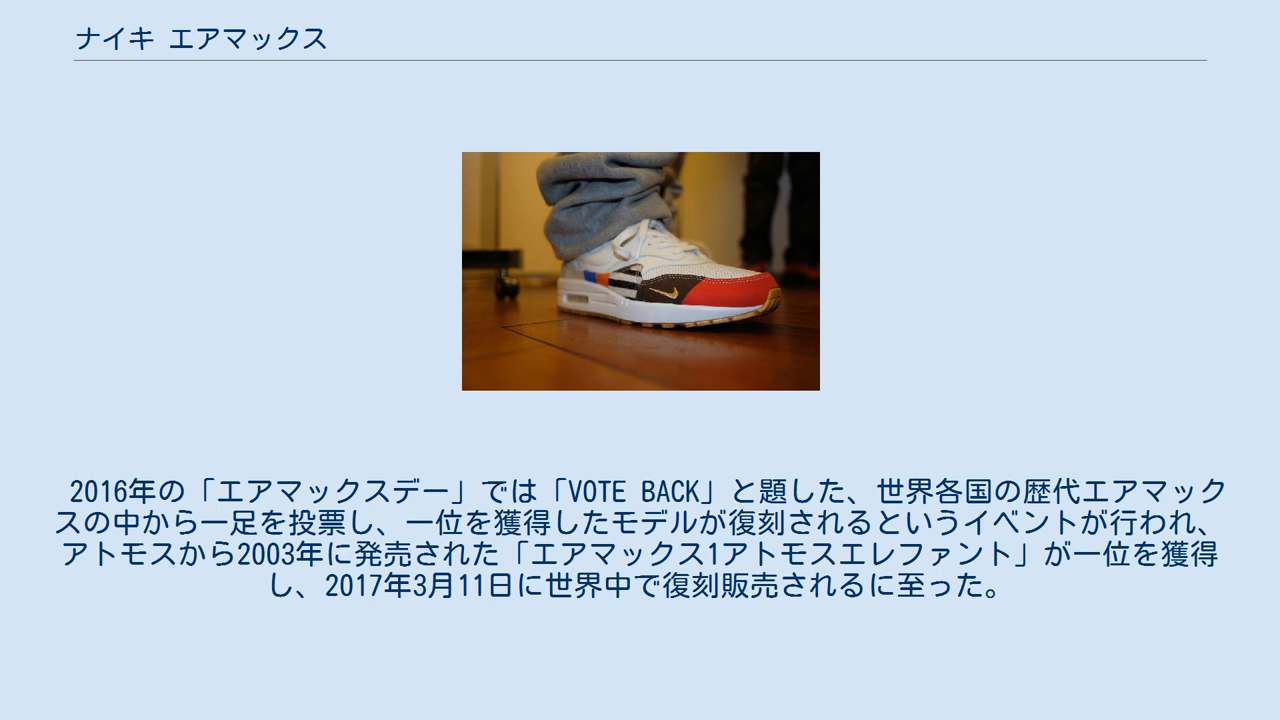 ナイキ エアマックス
2016年の「エアマックスデー」では「VOTE BACK」と題した、世界各国の歴代エアマック
スの中から一足を投票し、一位を獲得したモデルが復刻されるというイベントが行われ、
アトモスから2003年に発売された「エアマックス1アトモスエレファント」が一位を獲得
し、2017年3月11日に世界中で復刻販売されるに至った。